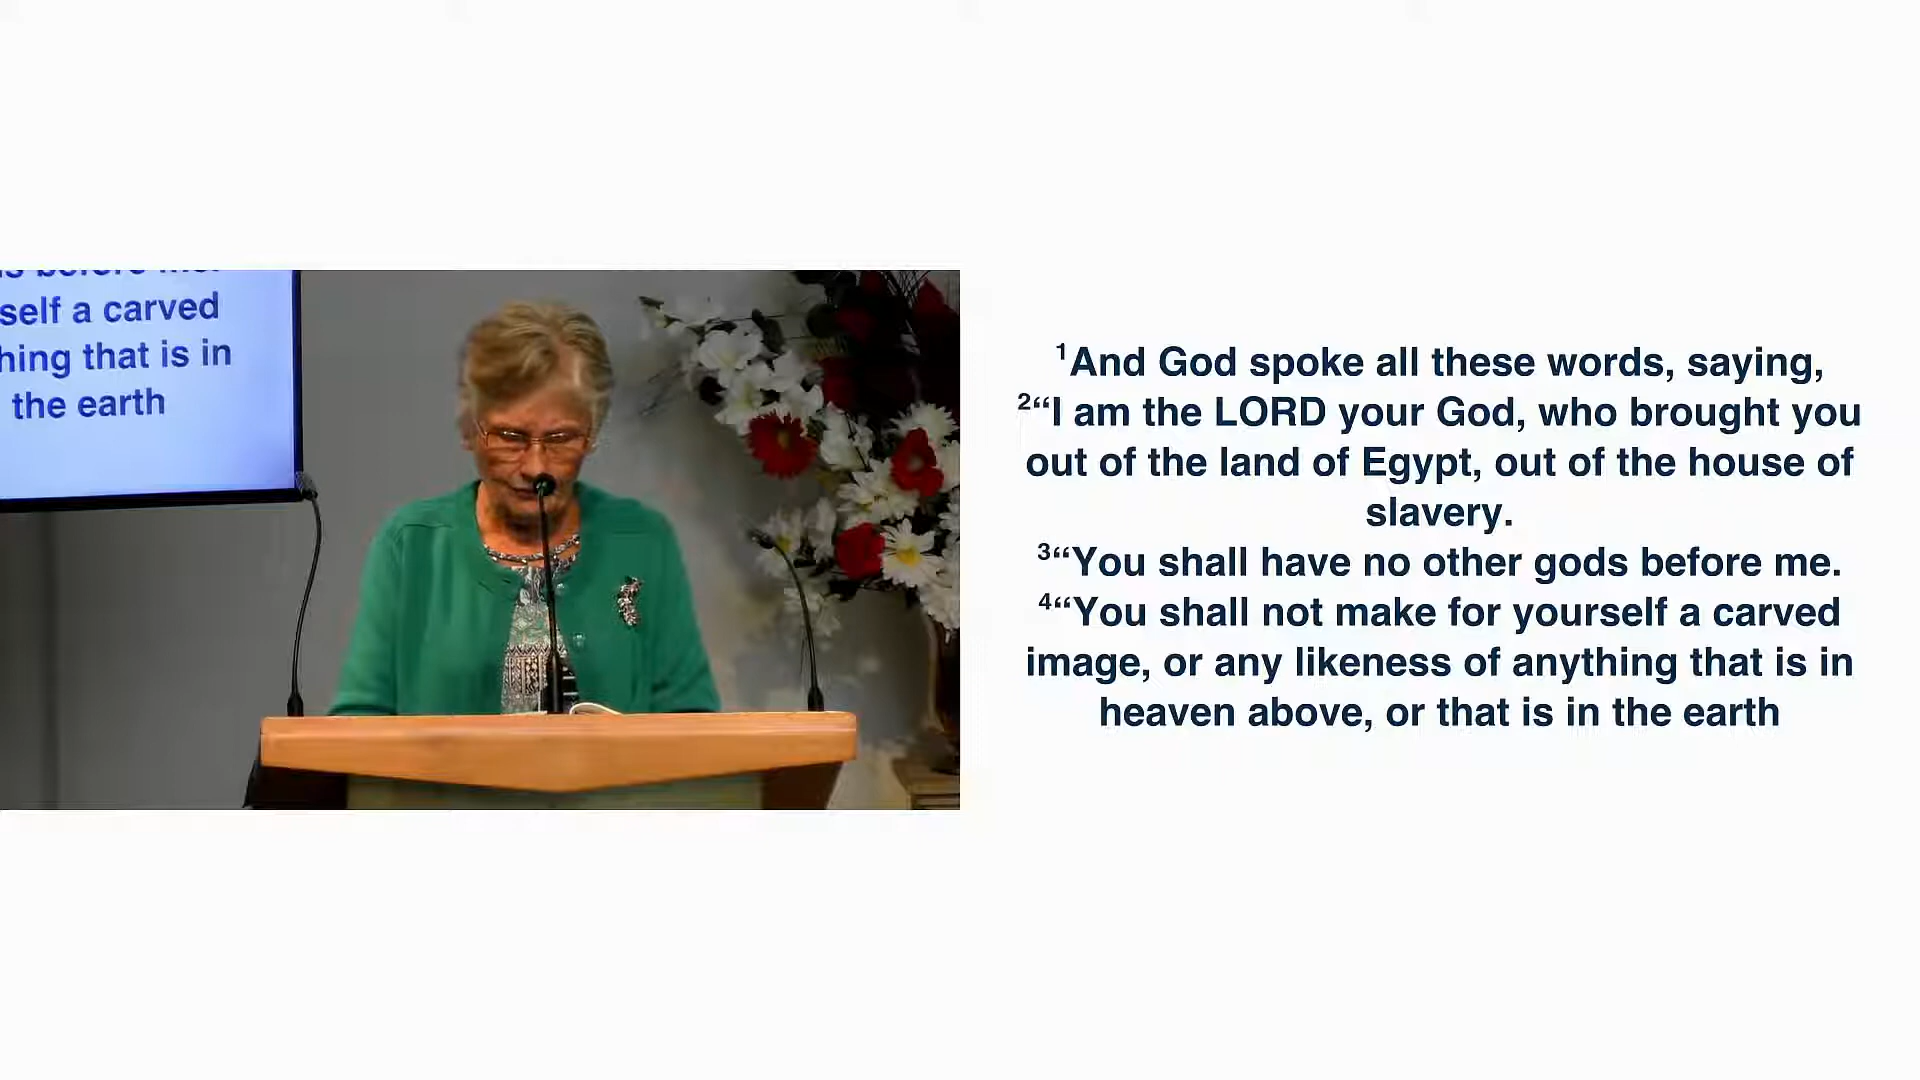 self a carved
hing that is in
the earth
¹And God spoke all these words, saying,
²“I am the LORD your God, who brought you
out of the land of Egypt, out of the house of
slavery.
³“You shall have no other gods before me.
⁴“You shall not make for yourself a carved
image, or any likeness of anything that is in
heaven above, or that is in the earth